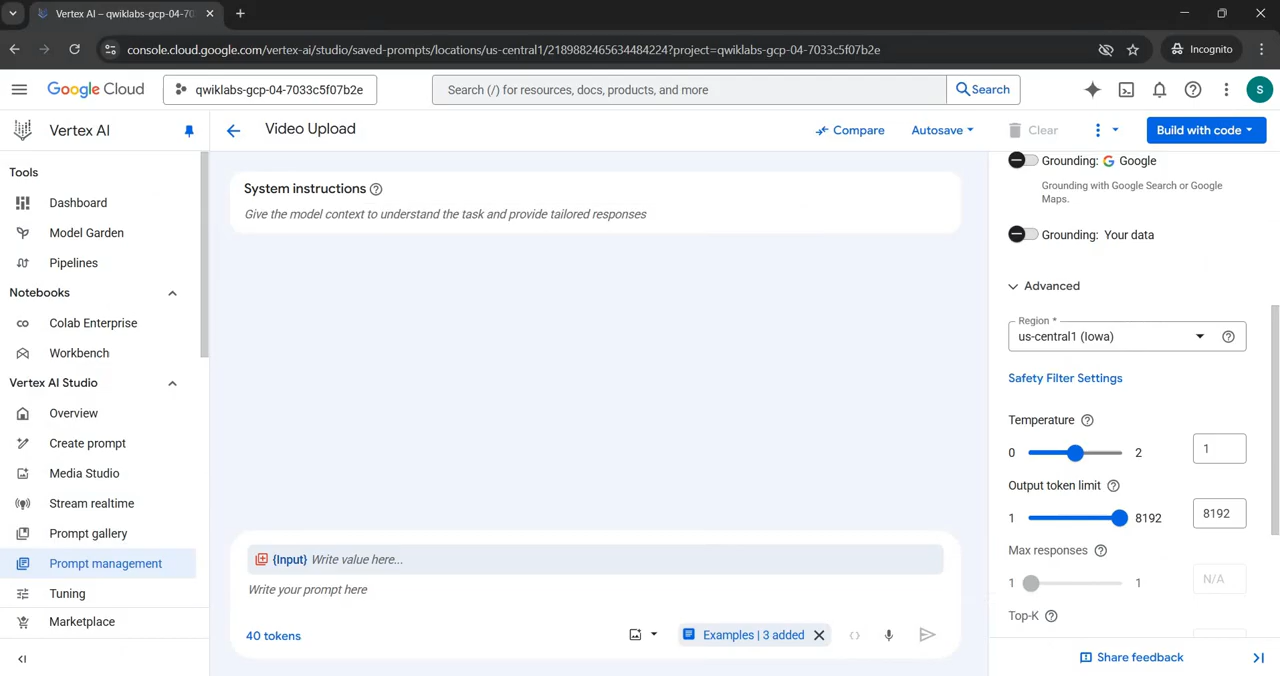 Vertex AI – qwiklabs-gcp-04-70
console.cloud.google.com/vertex-ai/studio/saved-prompts/locations/us-central1/2189882465634484224?project=qwiklabs-gcp-04-7033c5f07b2e
Incognito
Google Cloud
qwiklabs-gcp-04-7033c5f07b2e
Search (/) for resources, docs, products, and more
Search
S
Vertex AI
Tools
Dashboard
Model Garden
Pipelines
Notebooks
Colab Enterprise
Workbench
Vertex AI Studio
Overview
Create prompt
Media Studio
Stream realtime
Prompt gallery
Prompt management
Tuning
Marketplace
Video Upload
Compare
Autosave
Clear
Build with code
System instructions
Give the model context to understand the task and provide tailored responses
{Input} Write value here...
Write your prompt here
40 tokens
Examples | 3 added
Grounding: Google
Grounding with Google Search or Google
Maps.
Grounding: Your data
Advanced
Region *
us-central1 (Iowa)
Safety Filter Settings
Temperature
0 2 1
Output token limit
1 8192 8192
Max responses
1 1 N/A
Top-K
Share feedback